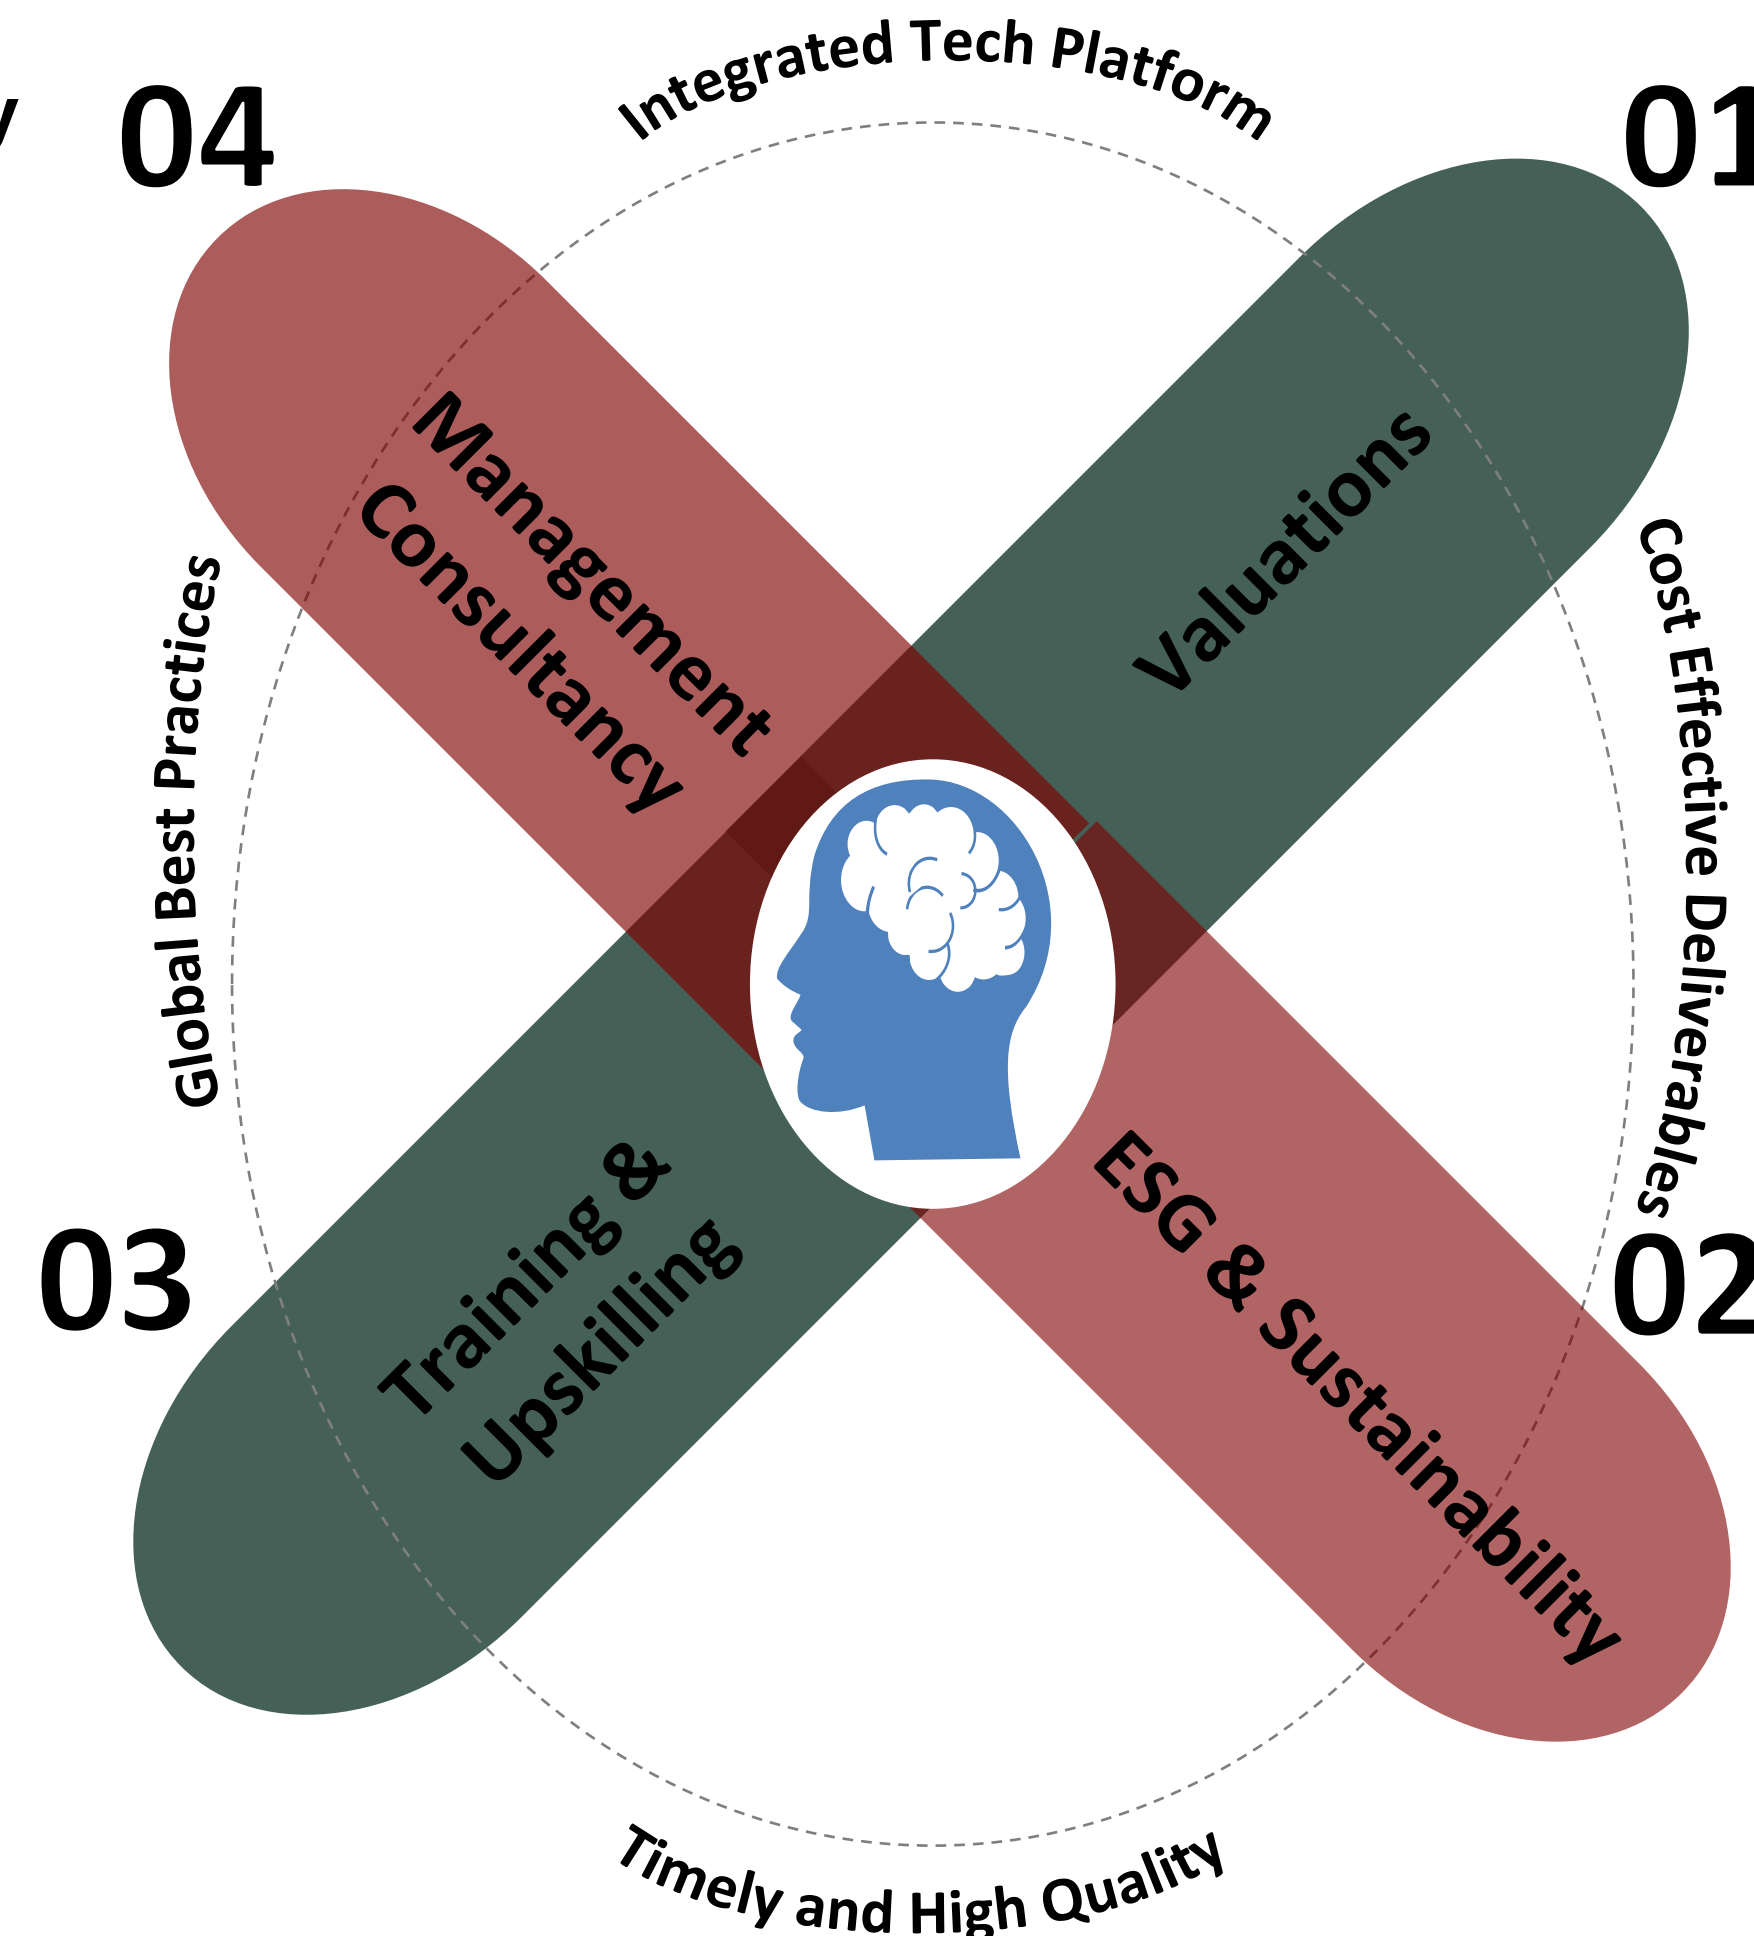 Integrated Tech Platform
04
01
Management
Consultancy
Valuations
Global Best Practices
Cost Effective Deliverables
03
02
Training &
Upskilling
ESG & Sustainability
Timely and High Quality